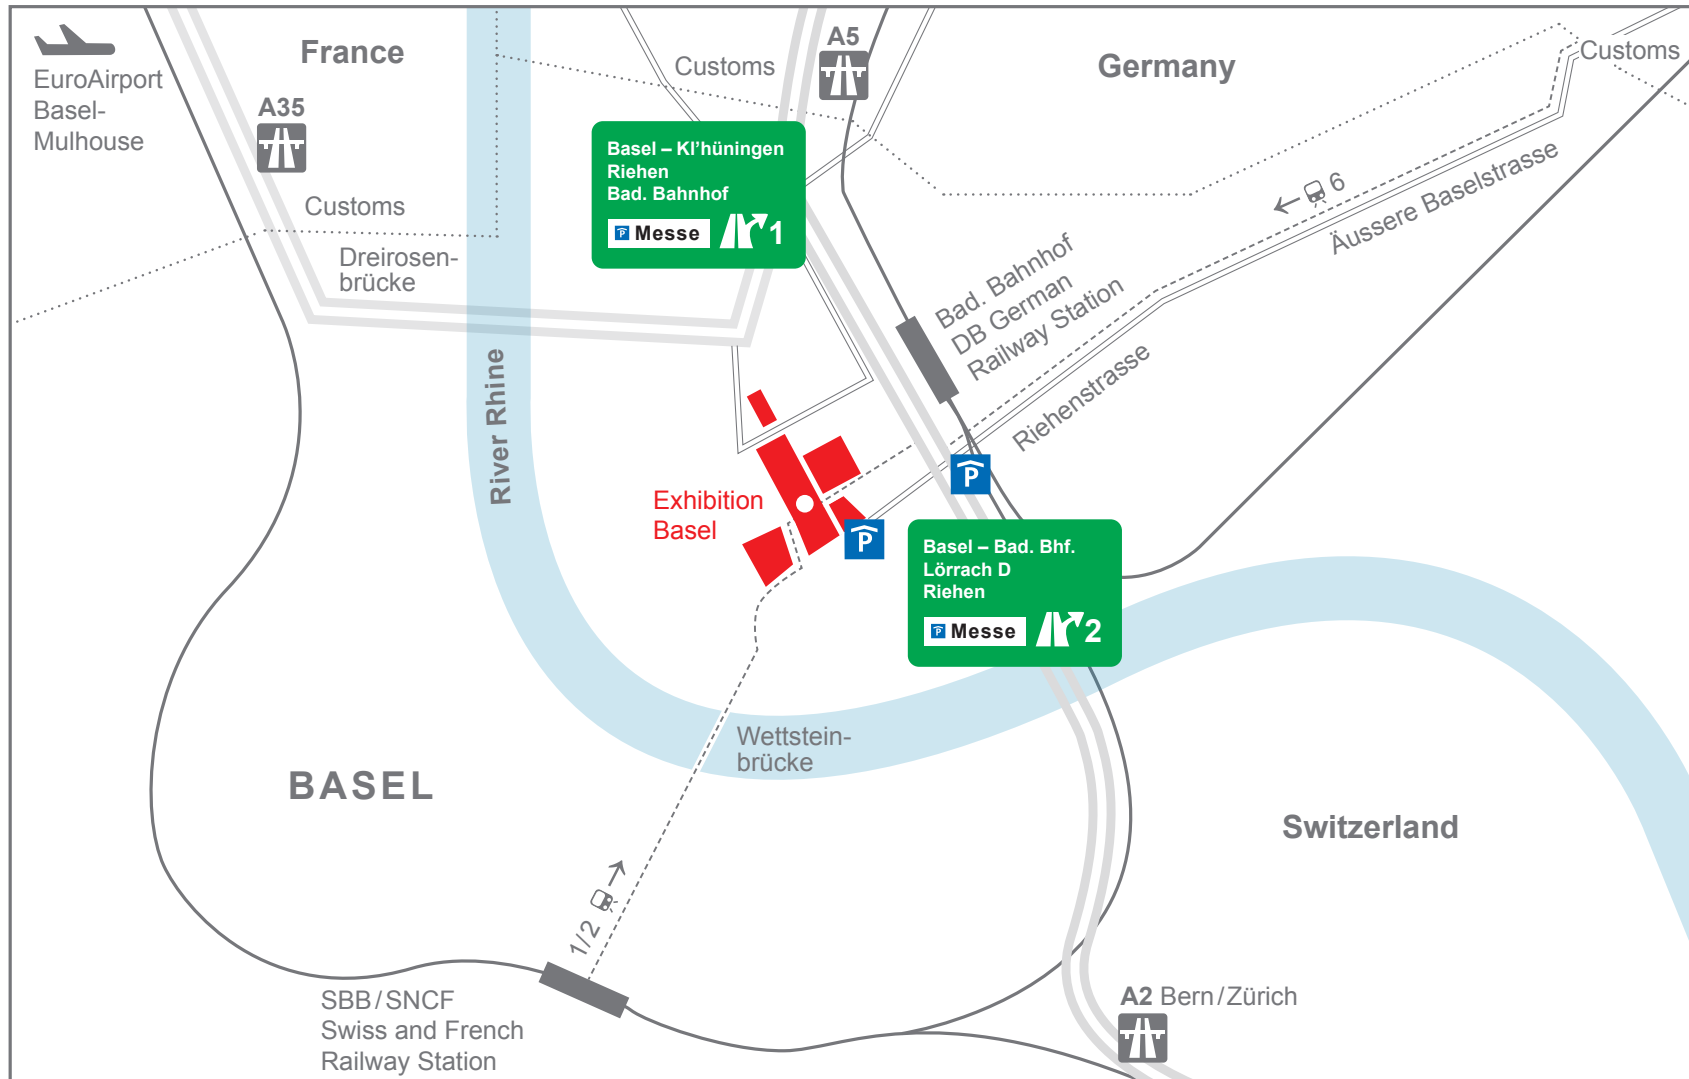 France
A5
Customs
Germany
Customs
EuroAirport
Basel-
Mulhouse
A35
Basel – Kl'hüningen
Riehen
Bad. Bahnhof
P Messe 1
6
Äussere Baselstrasse
Customs
Dreirosen-
brücke
Bad. Bahnhof
DB German
Railway Station
Riehenstrasse
River Rhine
P
Exhibition
Basel
P
Basel – Bad. Bhf.
Lörrach D
Riehen
P Messe 2
Wettstein-
brücke
BASEL
Switzerland
1/2
SBB/SNCF
Swiss and French
Railway Station
A2 Bern/Zürich